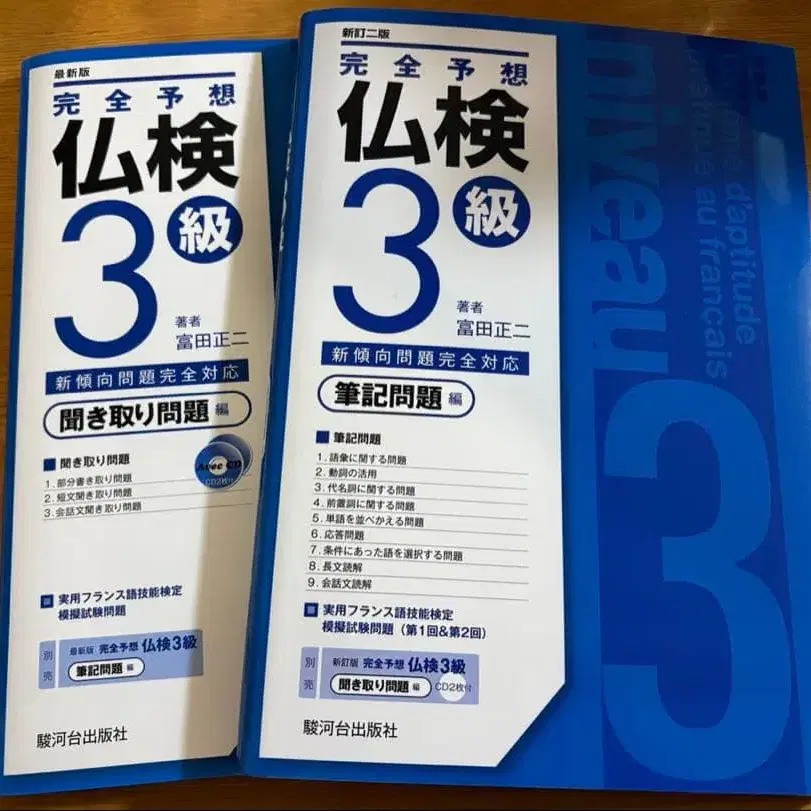 最新版
完全予想
仏検
3級
著者
富田正二
新傾向問題完全対応
聞き取り問題 編
聞き取り問題
1. 部分書き取り問題
2. 短文聞き取り問題
3. 会話文聞き取り問題
Avec CD
CD2枚付
実用フランス語技能検定
模擬試験問題
別売
最新版 完全予想 仏検3級
筆記問題 編
駿河台出版社
新訂二版
完全予想
仏検
3級
著者
富田正二
新傾向問題完全対応
筆記問題 編
筆記問題
1. 語彙に関する問題
2. 動詞の活用
3. 代名詞に関する問題
4. 前置詞に関する問題
5. 単語を並べかえる問題
6. 応答問題
7. 条件にあった語を選択する問題
8. 長文読解
9. 会話文読解
実用フランス語技能検定
模擬試験問題（第1回&第2回）
別売
新訂版 完全予想 仏検3級
聞き取り問題 編 CD2枚付
駿河台出版社
d'aptitude
pratique au français
niveau
3